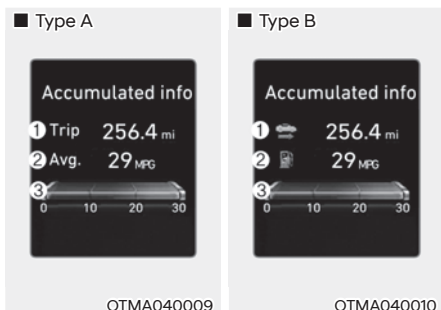 ■ Type A
Accumulated info
① Trip 256.4 mi
② Avg. 29 MPG
③
0 10 20 30
OTMA040009
■ Type B
Accumulated info
① 256.4 mi
② 29 MPG
③
0 10 20 30
OTMA040010